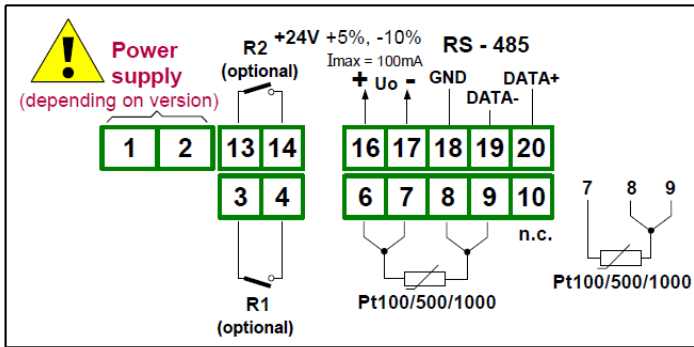 !
Power
supply
(depending on version)
R2
(optional)
+24V +5%, -10%
Imax = 100mA
+ Uo -
RS - 485
GND
DATA-
DATA+
1 2 13 14 16 17 18 19 20
3 4 6 7 8 9 10
n.c.
R1
(optional)
Pt100/500/1000
7 8 9
Pt100/500/1000